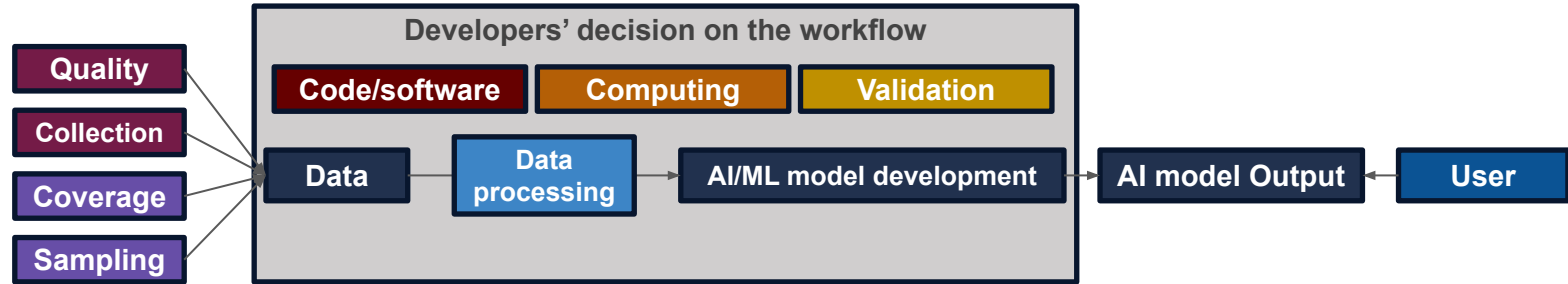 Developers’ decision on the workflow
Quality
Collection
Coverage
Sampling
Code/software
Computing
Validation
Data
Data
processing
AI/ML model development
AI model Output
User